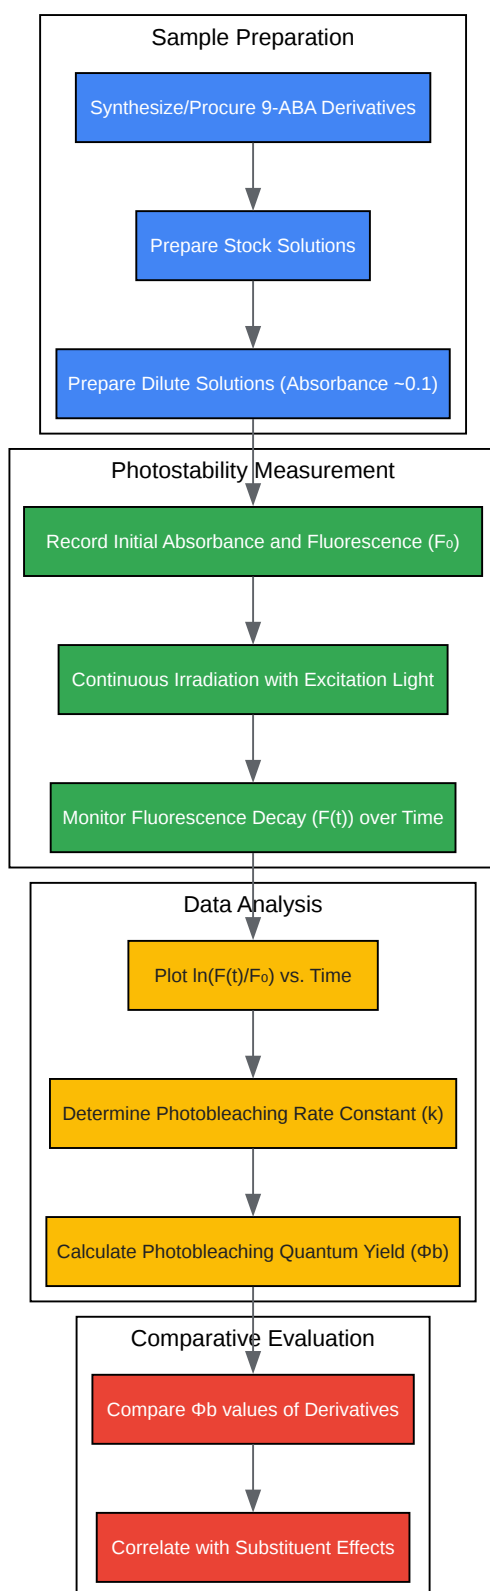 Sample Preparation
Synthesize/Procure 9-ABA Derivatives
Prepare Stock Solutions
Prepare Dilute Solutions (Absorbance ~0.1)
Photostability Measurement
Record Initial Absorbance and Fluorescence (F₀)
Continuous Irradiation with Excitation Light
Monitor Fluorescence Decay (F(t)) over Time
Data Analysis
Plot ln(F(t)/F₀) vs. Time
Determine Photobleaching Rate Constant (k)
Calculate Photobleaching Quantum Yield (Φb)
Comparative Evaluation
Compare Φb values of Derivatives
Correlate with Substituent Effects